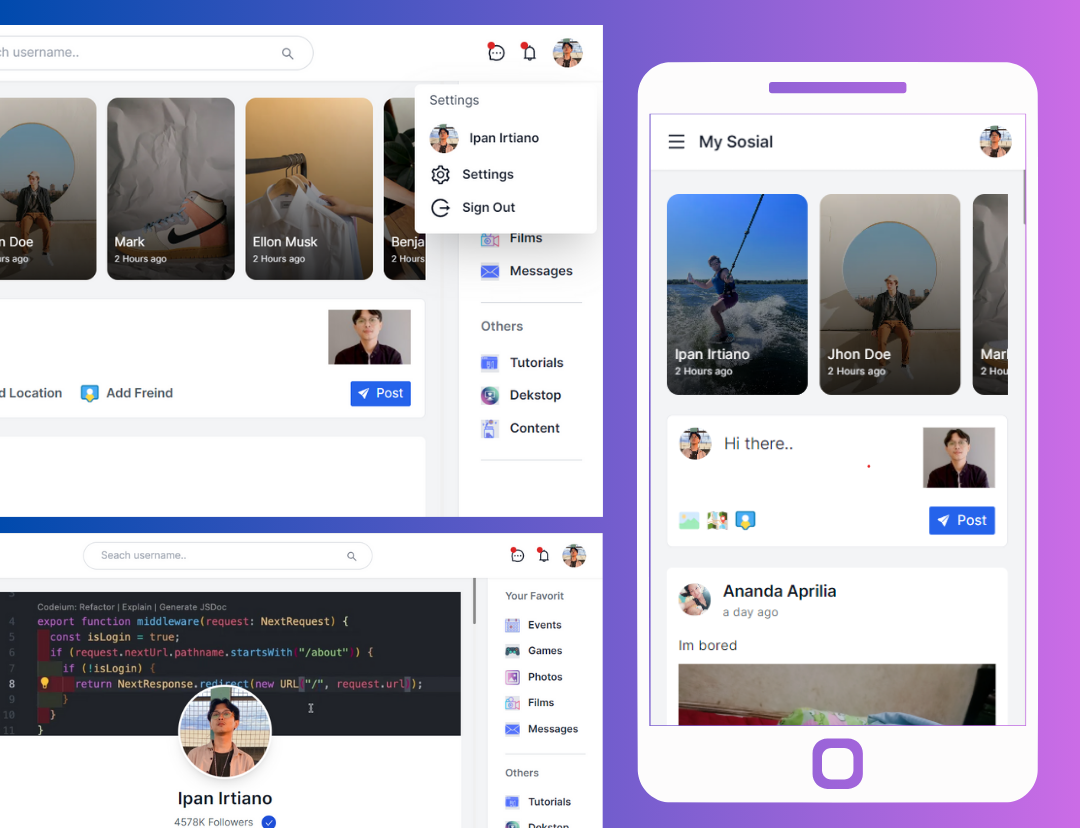 ch username..
Settings
Ipan Irtiano
Settings
Sign Out
n Doe
rs ago
Mark
2 Hours ago
Ellon Musk
2 Hours ago
Benja
2 Hours
Films
Messages
Others
Tutorials
Dekstop
Content
d Location
Add Freind
Post
Seach username..
3
Codeium: Refactor | Explain | Generate JSDoc
4 export function middleware(request: NextRequest) {
5 const isLogin = true;
6 if (request.nextUrl.pathname.startsWith("/about")) {
7 if (!isLogin) {
8 return NextResponse.redirect(new URL("/", request.url));
9 }
10 }
11 }
Ipan Irtiano
4578K Followers
Your Favorit
Events
Games
Photos
Films
Messages
Others
Tutorials
Dekstop
My Sosial
Ipan Irtiano
2 Hours ago
Jhon Doe
2 Hours ago
Mark
2 Hou
Hi there..
Post
Ananda Aprilia
a day ago
Im bored